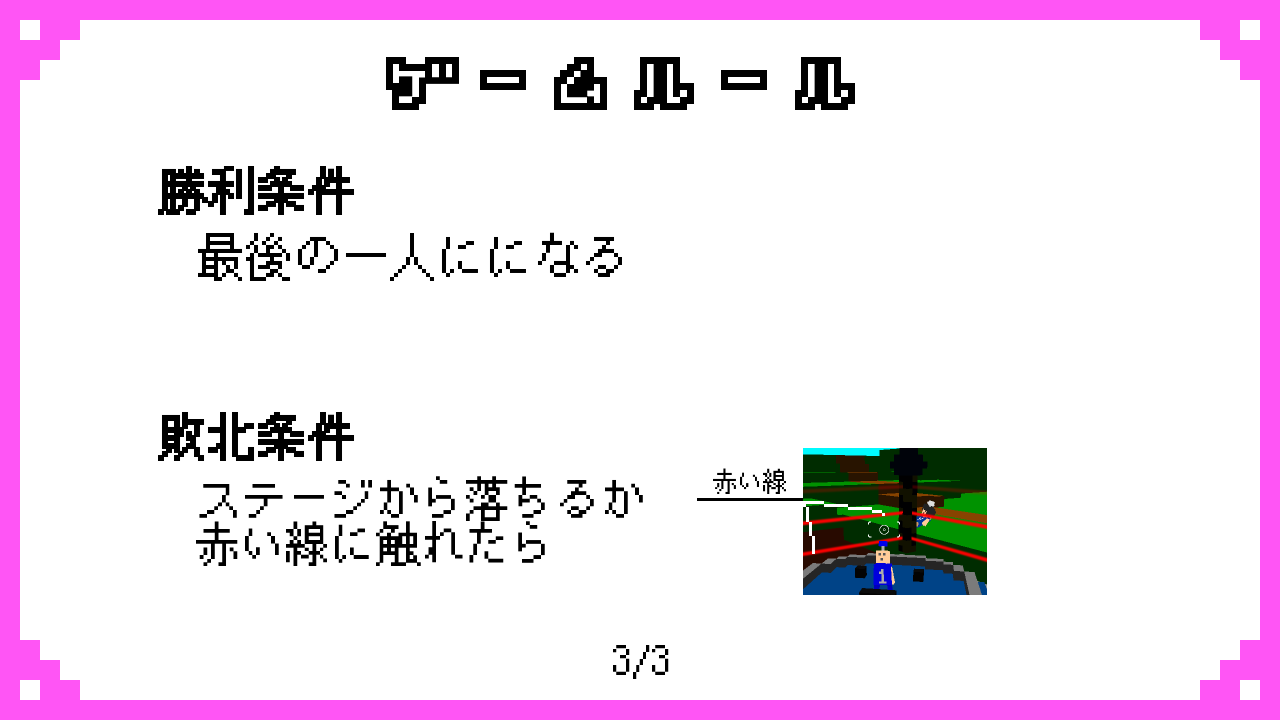 ゲームルール
勝利条件
最後の一人ににになる
敗北条件
ステージから落ちるか
赤い線に触れたら
赤い線
1
3/3